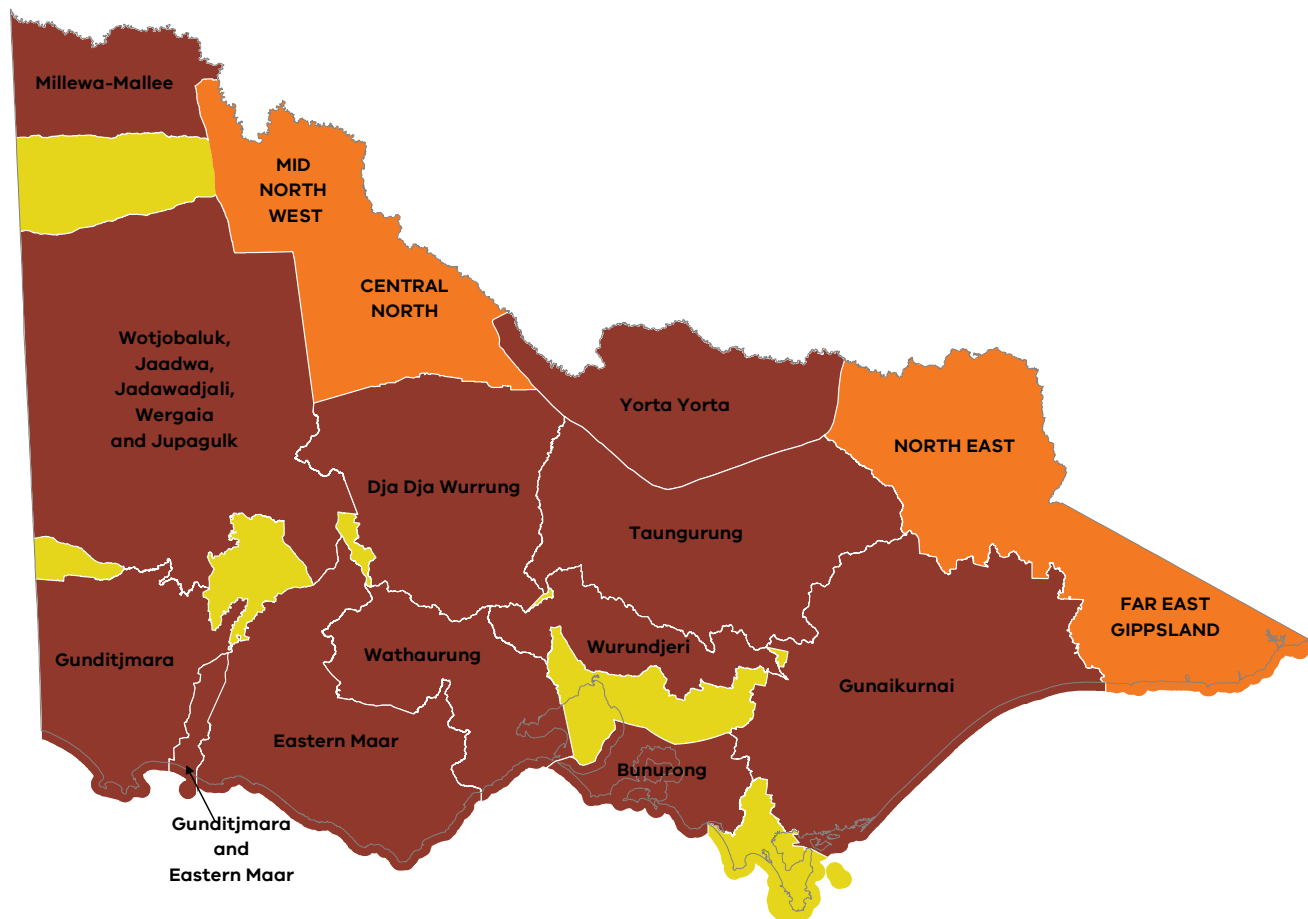 Millewa-Mallee
MID
NORTH
WEST
CENTRAL
NORTH
Wotjobaluk,
Jaadwa,
Jadawadjali,
Wergaia
and Jupagulk
Yorta Yorta
NORTH EAST
Dja Dja Wurrung
Taungurung
FAR EAST
GIPPSLAND
Gunditjmara
Wathaurung
Wurundjeri
Gunaikurnai
Eastern Maar
Bunurong
Gunditjmara
and
Eastern Maar